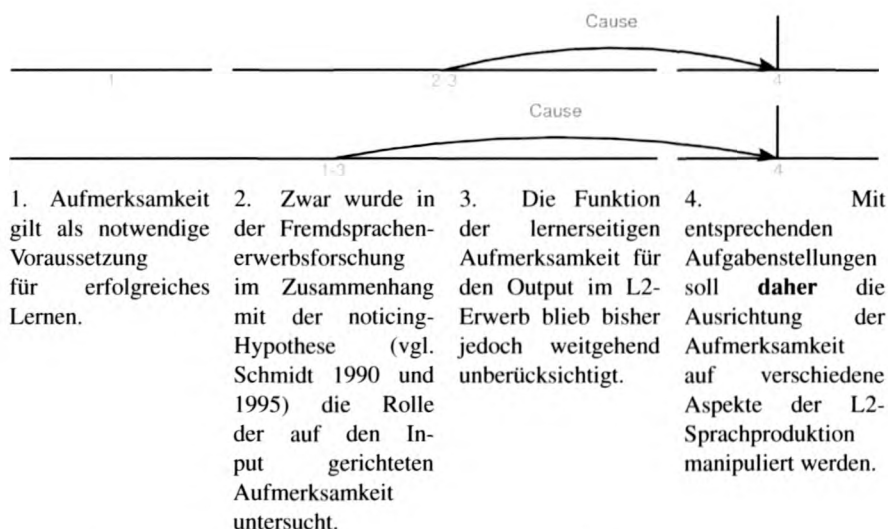 Cause
1
2-3
4
Cause
1-3
4
1. Aufmerksamkeit
gilt als notwendige
Voraussetzung
für erfolgreiches
Lernen.
2. Zwar wurde in
der Fremdsprachen-
erwerbsforschung
im Zusammenhang
mit der noticing-
Hypothese (vgl.
Schmidt 1990 und
1995) die Rolle
der auf den In-
put gerichteten
Aufmerksamkeit
untersucht.
3. Die Funktion
der lernerseitigen
Aufmerksamkeit für
den Output im L2-
Erwerb blieb bisher
jedoch weitgehend
unberücksichtigt.
4. Mit
entsprechenden
Aufgabenstellungen
soll daher die
Ausrichtung der
Aufmerksamkeit
auf verschiedene
Aspekte der L2-
Sprachproduktion
manipuliert werden.